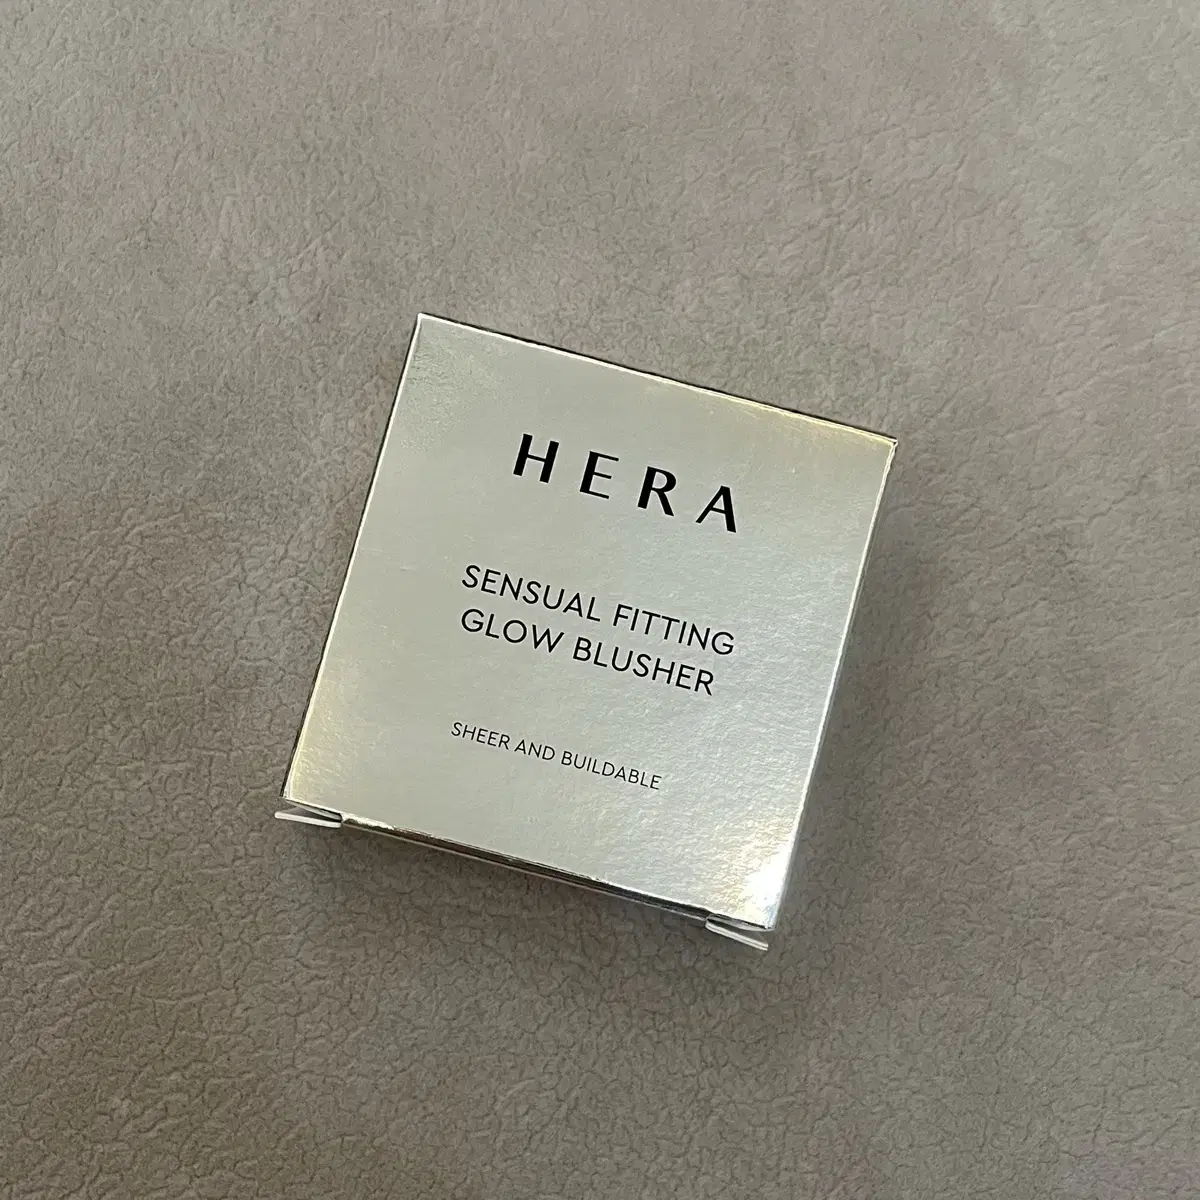 HERA
SENSUAL FITTING
GLOW BLUSHER
SHEER AND BUILDABLE